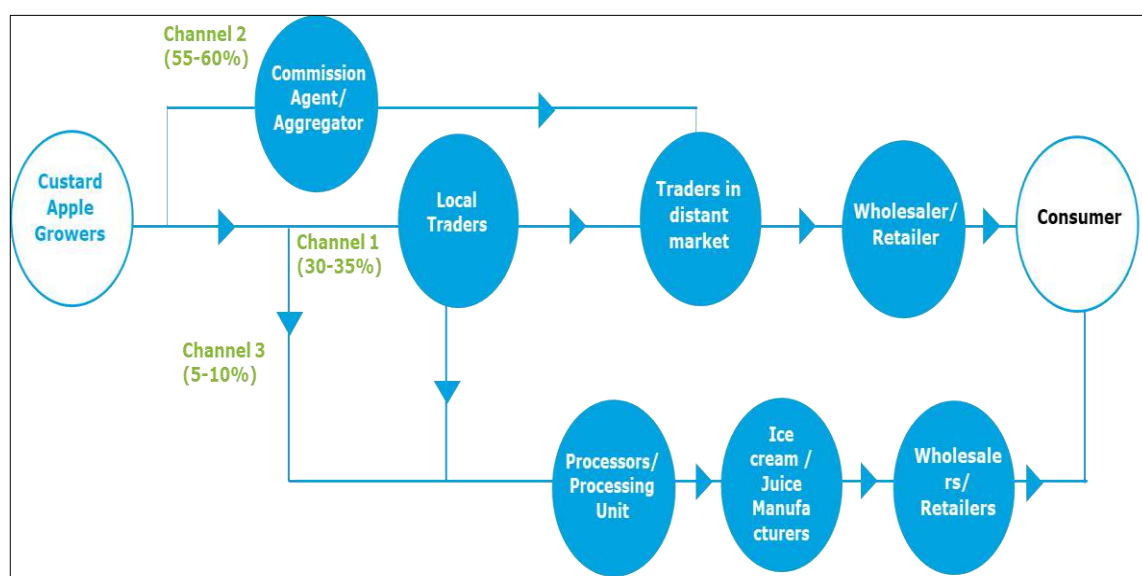 Channel 2
(55-60%)
Commission
Agent/
Aggregator
Custard
Apple
Growers
Local
Traders
Channel 1
(30-35%)
Traders in
distant
market
Wholesaler/
Retailer
Consumer
Channel 3
(5-10%)
Processors/
Processing
Unit
Ice
cream /
Juice
Manufa
cturers
Wholesale
rs/
Retailers